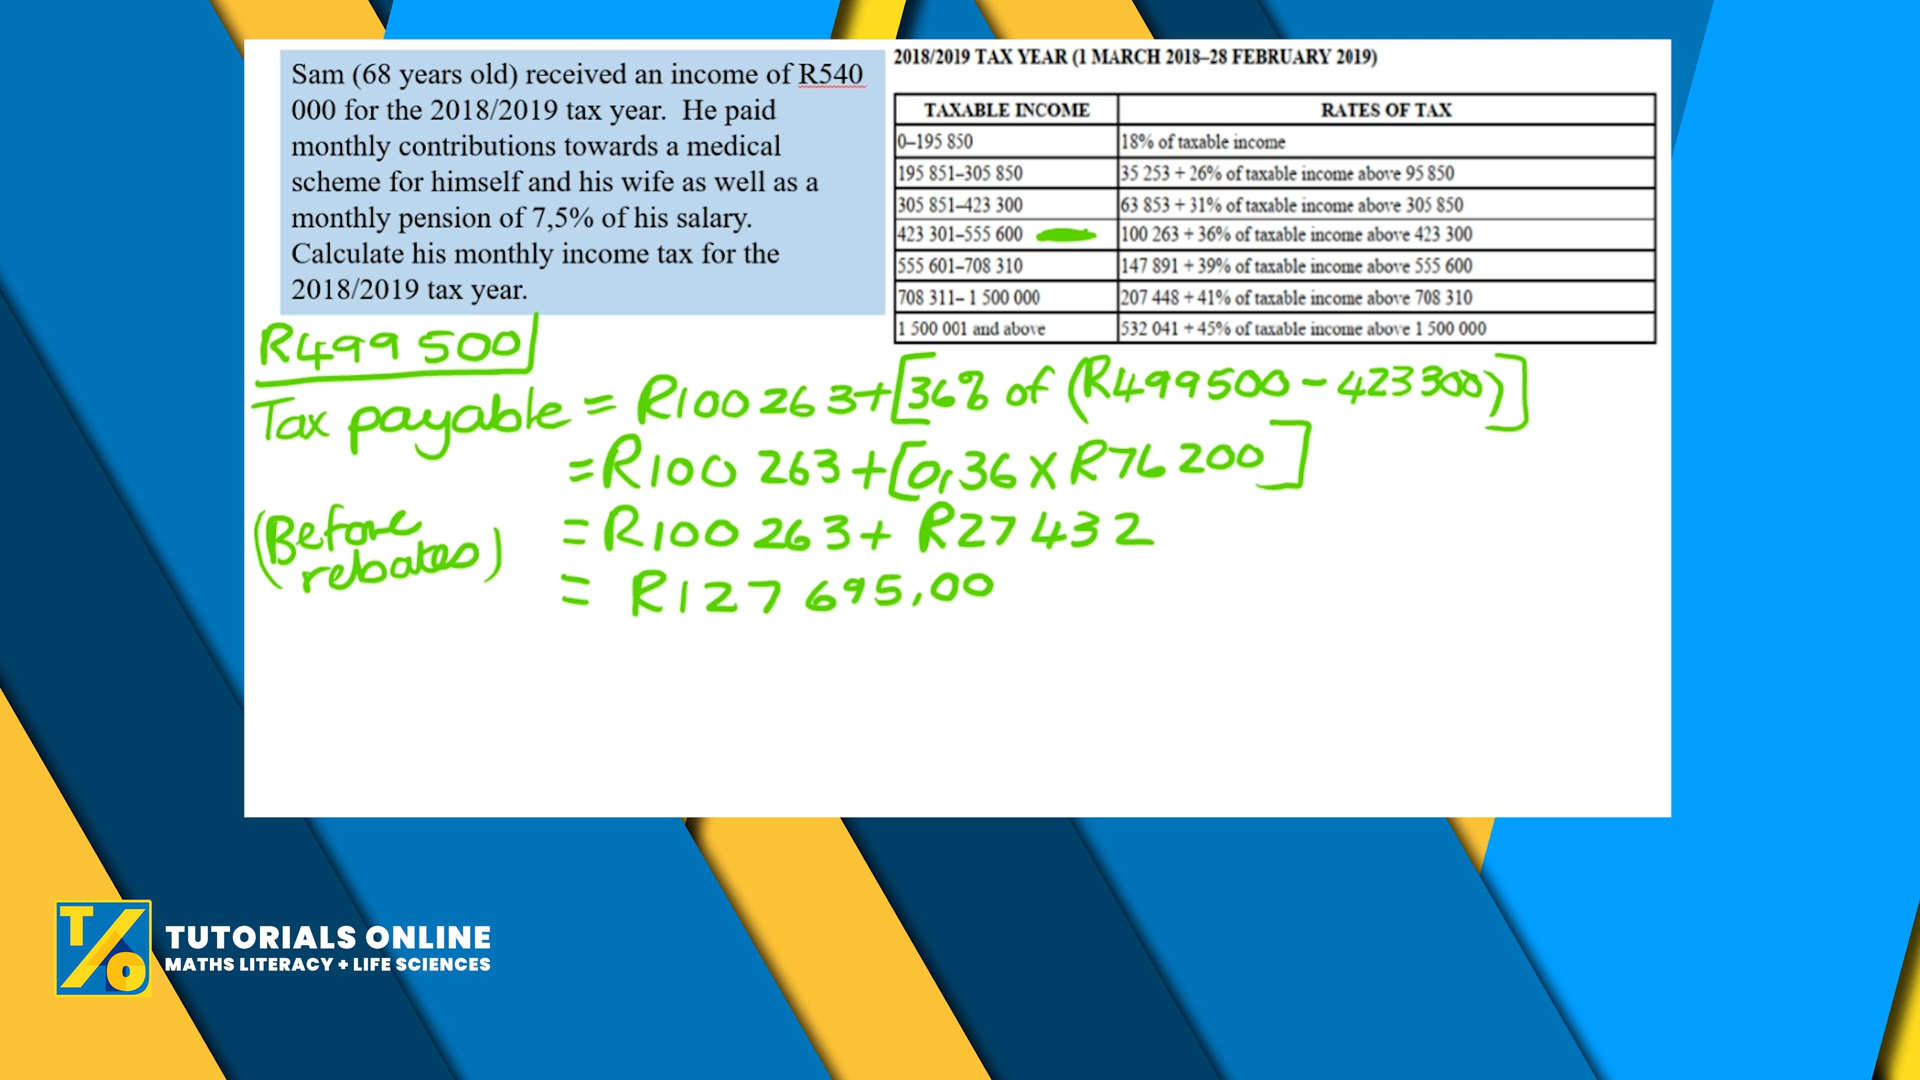 Sam (68 years old) received an income of R540
000 for the 2018/2019 tax year. He paid
monthly contributions towards a medical
scheme for himself and his wife as well as a
monthly pension of 7,5% of his salary.
Calculate his monthly income tax for the
2018/2019 tax year.
2018/2019 TAX YEAR (1 MARCH 2018–28 FEBRUARY 2019)
TAXABLE INCOME RATES OF TAX
0–195 850 18% of taxable income
195 851–305 850 35 253 + 26% of taxable income above 95 850
305 851–423 300 63 853 + 31% of taxable income above 305 850
423 301–555 600 100 263 + 36% of taxable income above 423 300
555 601–708 310 147 891 + 39% of taxable income above 555 600
708 311– 1 500 000 207 448 + 41% of taxable income above 708 310
1 500 001 and above 532 041 + 45% of taxable income above 1 500 000
R499 500
Tax payable = R100 263+[36% of (R499500-423300)]
=R100 263+[0,36 X R76 200]
(Before rebates)
=R100 263+ R27 432
= R127 695,00
T/O
TUTORIALS ONLINE
MATHS LITERACY + LIFE SCIENCES